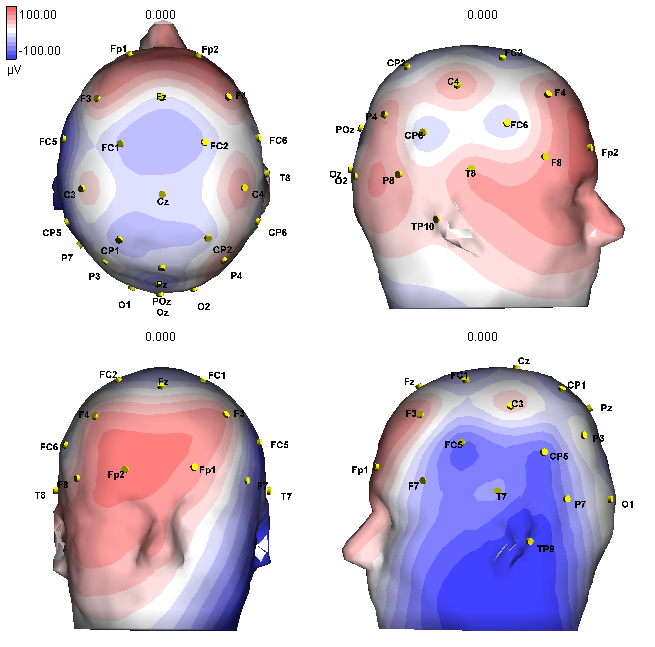 100.00
-100.00
µV
0.000
Fp1 Fp2
F3 Fz F4
FC5 FC1 FC2 FC6
T8
C3 Cz C4
CP5 CP6
P7 CP1 CP2
P3 P4
Pz
O1 POz O2
Oz
0.000
CP2 FC2
C4 F4
P4
POz CP6 FC6
Fp2
F8
Oz P8 T8
O2
TP10
0.000
FC2 Fz FC1
F4 F3
FC6 FC5
Fp2 Fp1
F8 F7
T8 T7
0.000
Cz
Fz FC1 CP1
F3 C3 Pz
FC5 P3
Fp1 CP5
F7 T7 P7 O1
TP9